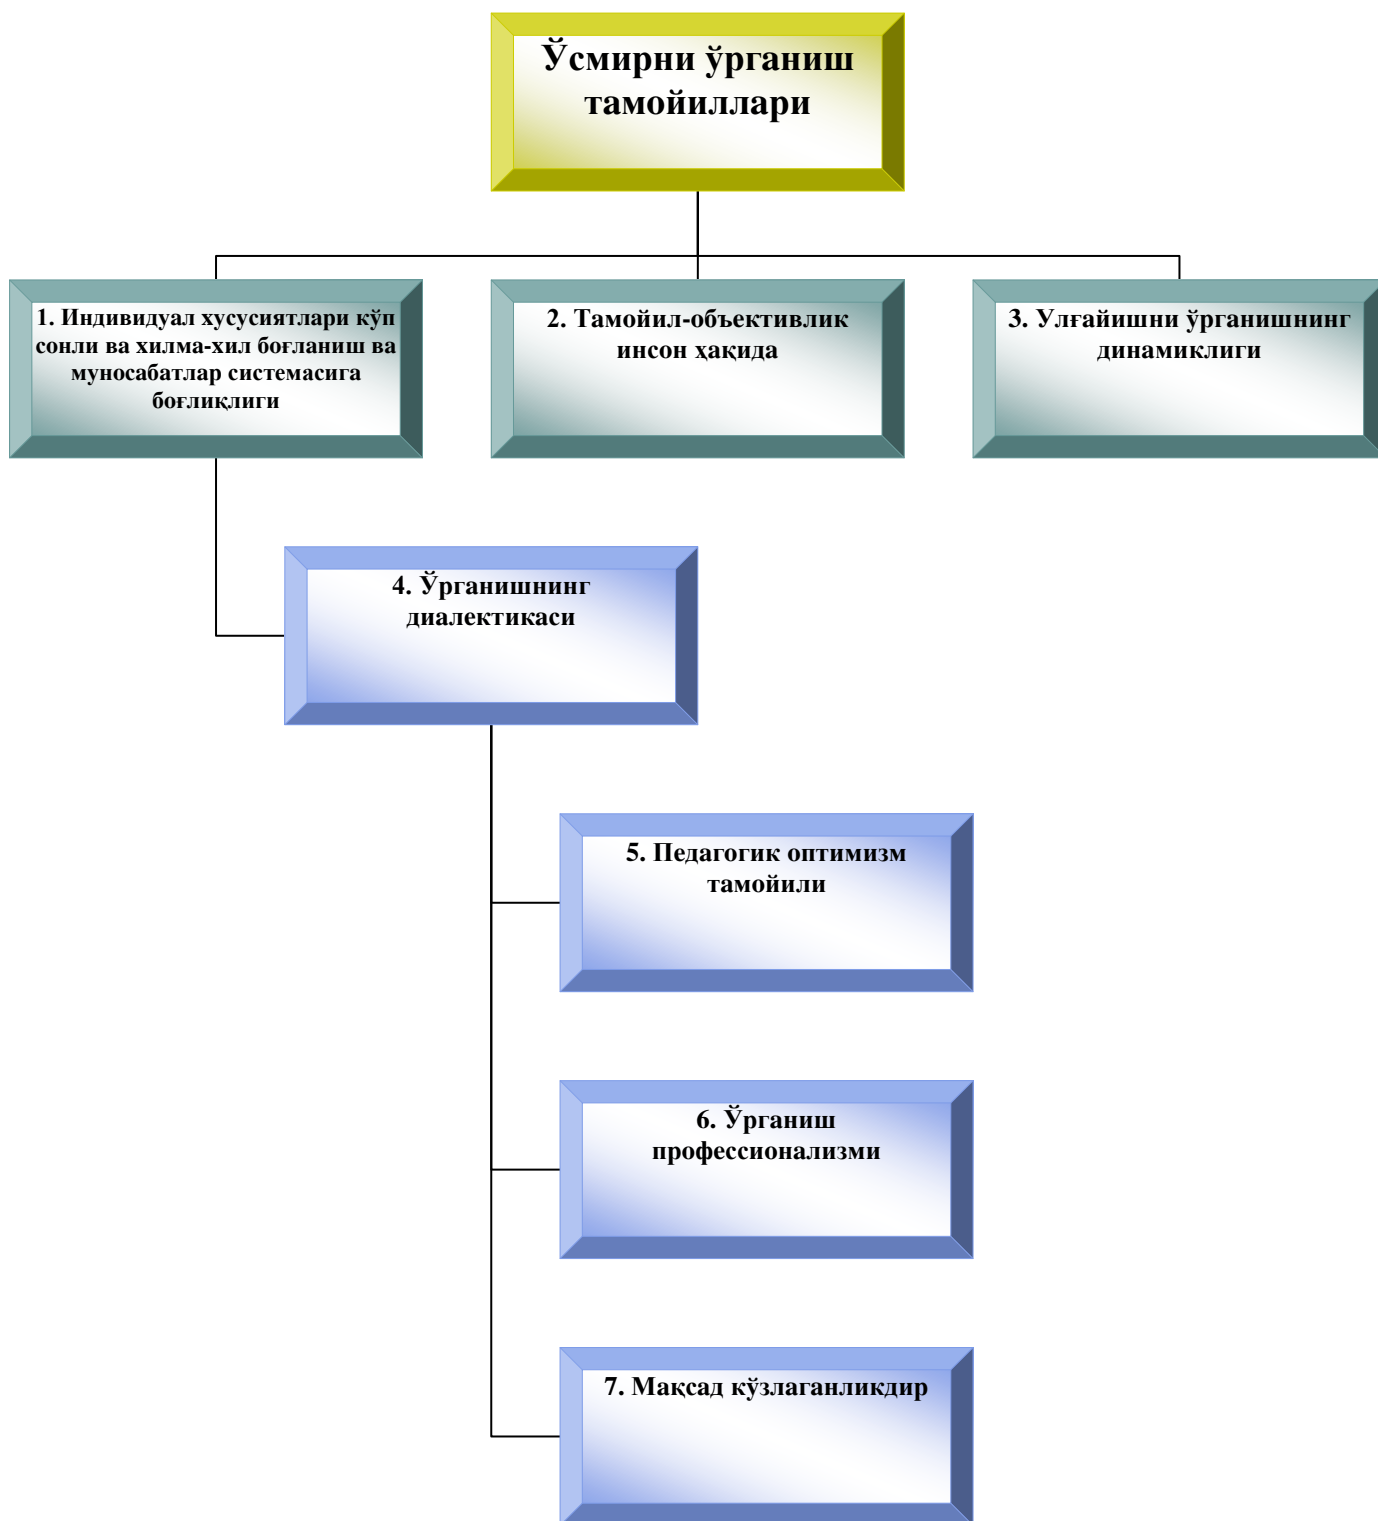 Ўсмирни ўрганиш
тамойиллари
1. Индивидуал хусусиятлари кўп
сонли ва хилма-хил боғланиш ва
муносабатлар системасига
боғлиқлиги
2. Тамойил-объективлик
инсон ҳақида
3. Улғайишни ўрганишнинг
динамиклиги
4. Ўрганишнинг
диалектикаси
5. Педагогик оптимизм
тамойили
6. Ўрганиш
профессионализми
7. Мақсад кўзлаганликдир